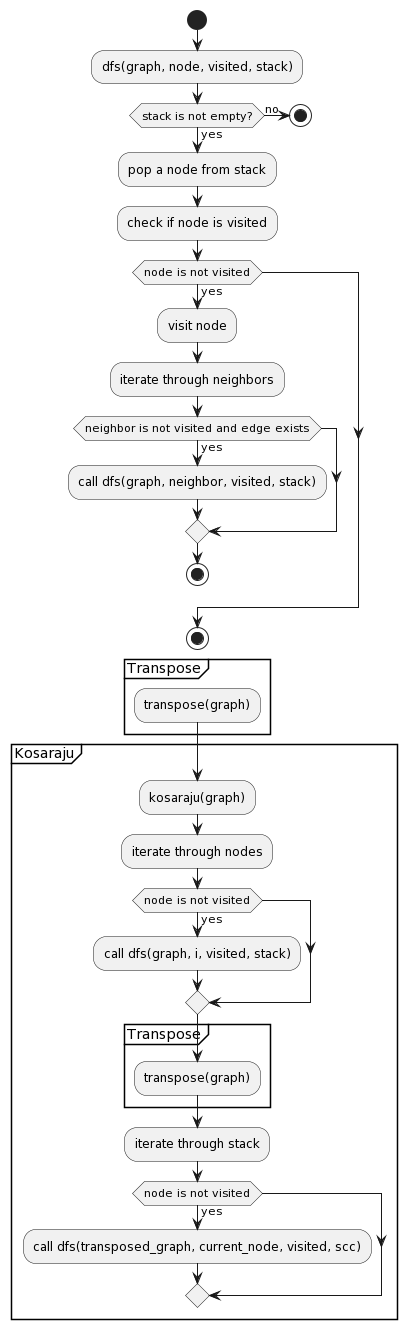 dfs(graph, node, visited, stack)
stack is not empty?
no
yes
pop a node from stack
check if node is visited
node is not visited
yes
visit node
iterate through neighbors
neighbor is not visited and edge exists
yes
call dfs(graph, neighbor, visited, stack)
Transpose
transpose(graph)
Kosaraju
kosaraju(graph)
iterate through nodes
node is not visited
yes
call dfs(graph, i, visited, stack)
Transpose
transpose(graph)
iterate through stack
node is not visited
yes
call dfs(transposed_graph, current_node, visited, scc)